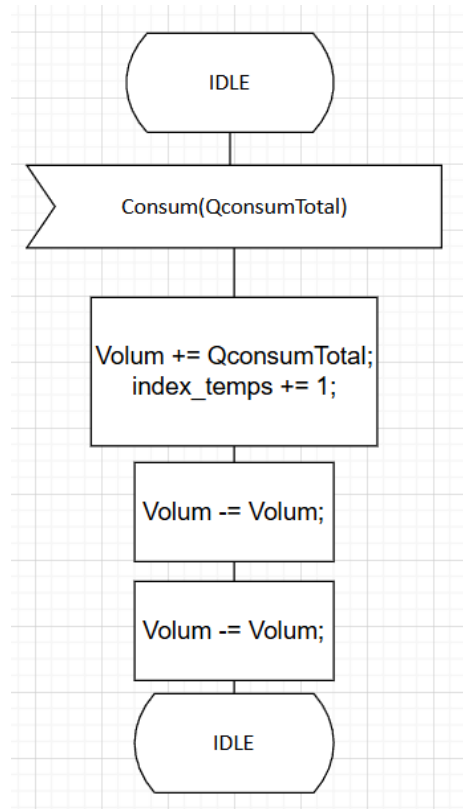 IDLE
Consum(QconsumTotal)
Volum += QconsumTotal;
index_temps += 1;
Volum -= Volum;
Volum -= Volum;
IDLE